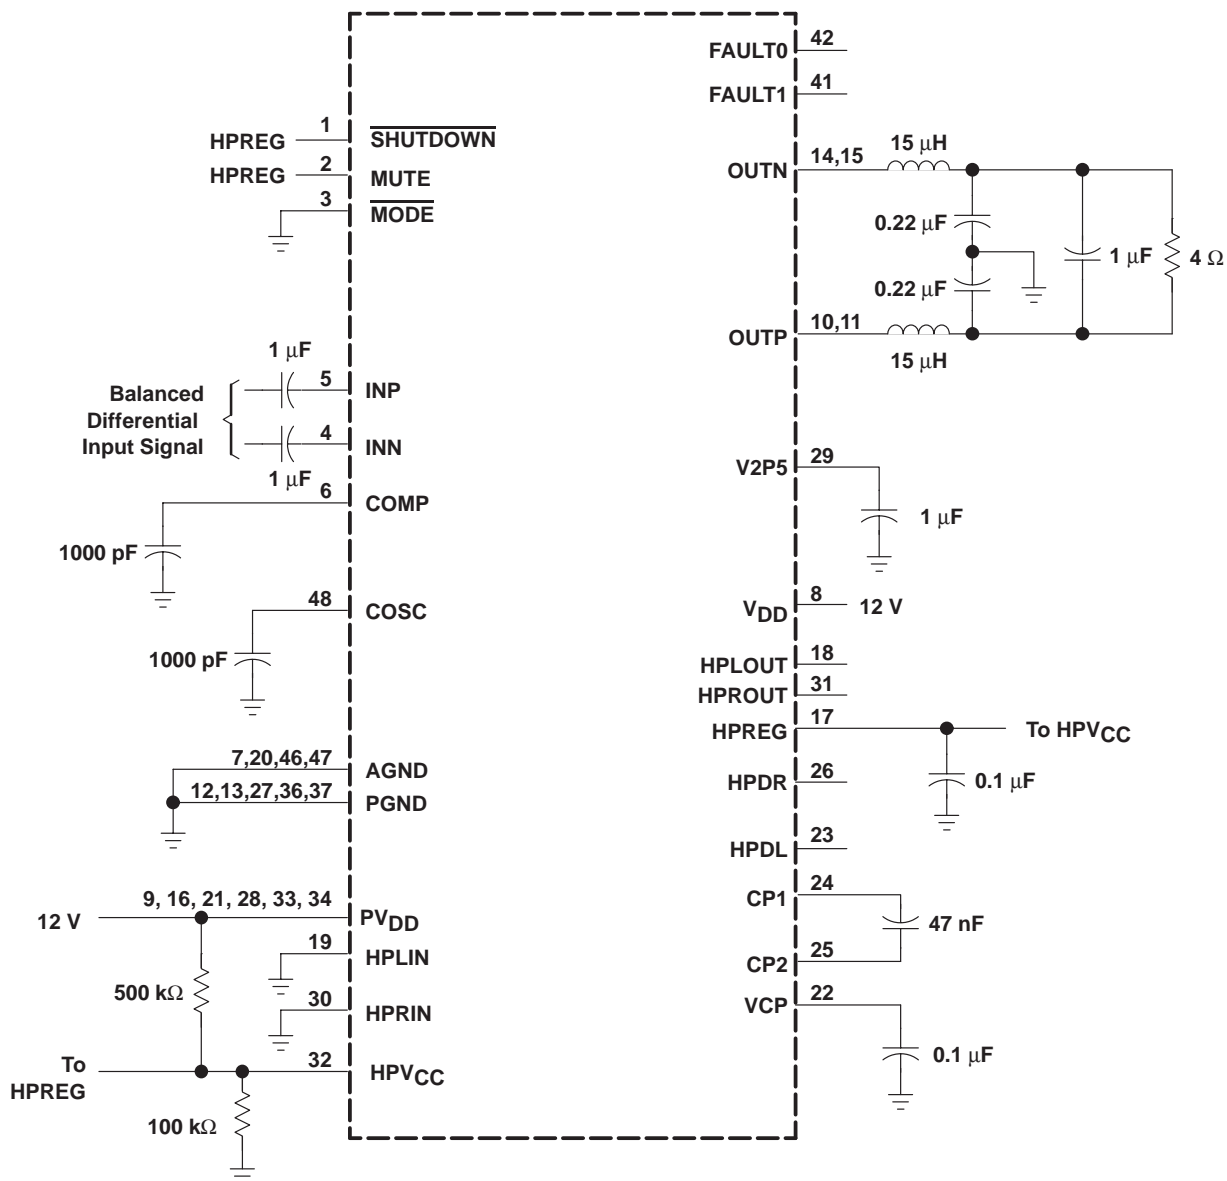 FAULT0 42
FAULT1 41
HPREG 1 SHUTDOWN
HPREG 2 MUTE
3 MODE
OUTN 14,15 15 μH
0.22 μF
0.22 μF
1 μF
4 Ω
OUTP 10,11 15 μH
Balanced
Differential
Input Signal
1 μF
5 INP
4 INN
1 μF
6 COMP
1000 pF
V2P5 29
1 μF
48 COSC
1000 pF
VDD 8 12 V
HPLOUT 18
HPROUT 31
HPREG 17 To HPVCC
0.1 μF
7,20,46,47 AGND
12,13,27,36,37 PGND
HPDR 26
HPDL 23
CP1 24
47 nF
CP2 25
VCP 22
0.1 μF
12 V 9, 16, 21, 28, 33, 34 PVDD
500 kΩ
19 HPLIN
30 HPRIN
To
HPREG
32 HPVCC
100 kΩ